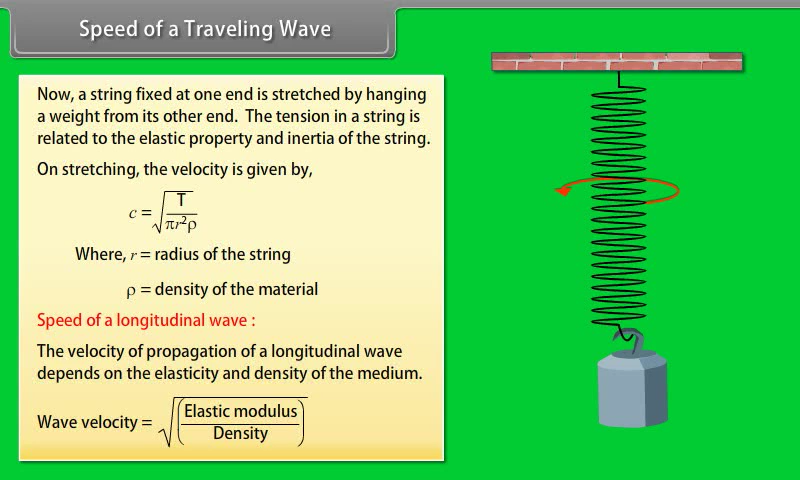 Speed of a Traveling Wave
Now, a string fixed at one end is stretched by hanging
a weight from its other end. The tension in a string is
related to the elastic property and inertia of the string.
On stretching, the velocity is given by,
c = √(T / πr²ρ)
Where, r = radius of the string
ρ = density of the material
Speed of a longitudinal wave :
The velocity of propagation of a longitudinal wave
depends on the elasticity and density of the medium.
Wave velocity = √(Elastic modulus / Density)